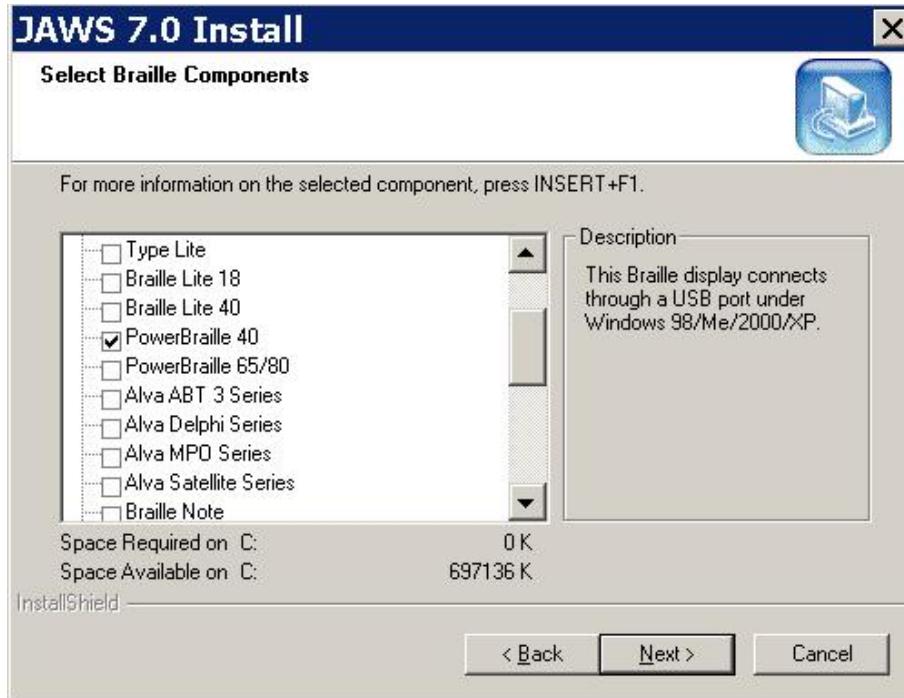 JAWS 7.0 Install
Select Braille Components
For more information on the selected component, press INSERT+F1.
Type Lite
Braille Lite 18
Braille Lite 40
PowerBraille 40
PowerBraille 65/80
Alva ABT 3 Series
Alva Delphi Series
Alva MPO Series
Alva Satellite Series
Braille Note
Description
This Braille display connects
through a USB port under
Windows 98/Me/2000/XP.
Space Required on C: 0 K
Space Available on C: 697136 K
InstallShield
< Back Next > Cancel